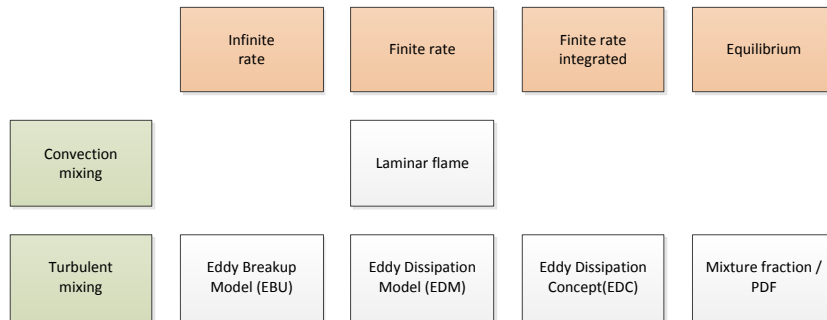 Infinite
rate
Finite rate
Finite rate
integrated
Equilibrium
Convection
mixing
Laminar flame
Turbulent
mixing
Eddy Breakup
Model (EBU)
Eddy Dissipation
Model (EDM)
Eddy Dissipation
Concept(EDC)
Mixture fraction /
PDF